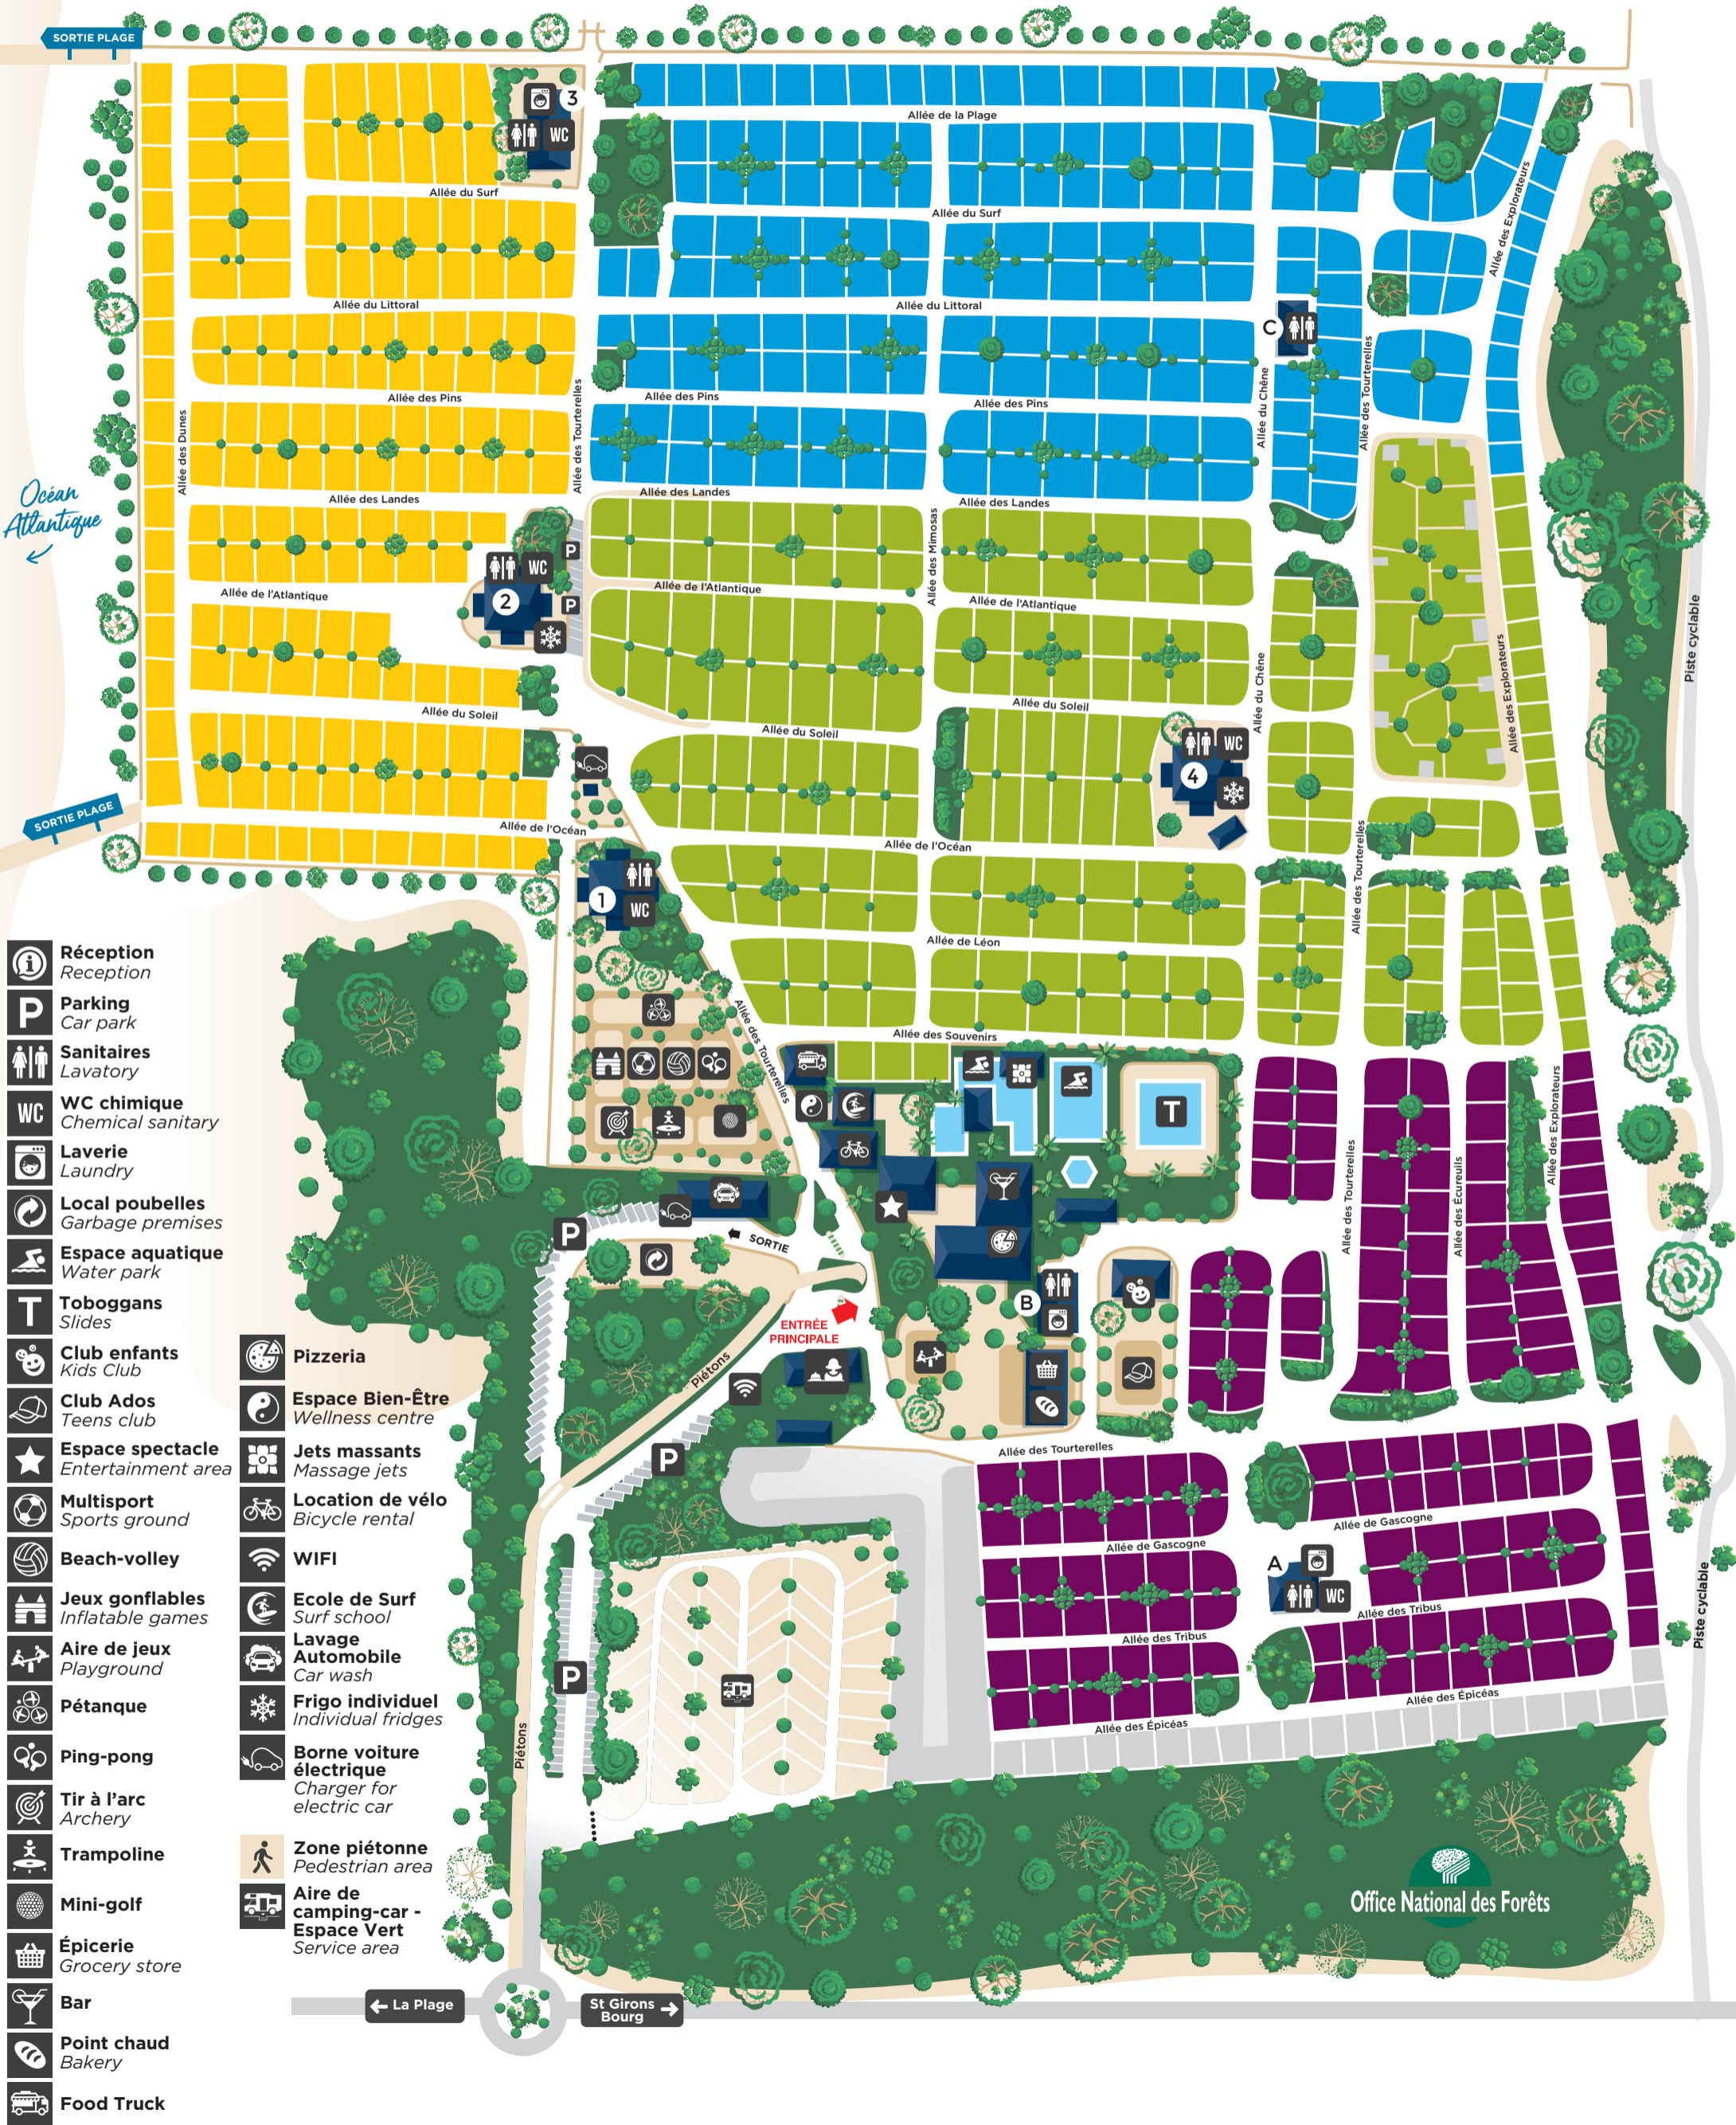 SORTIE PLAGE
3
WC
Allée de la Plage
Allée du Surf
Allée du Surf
Allée des Explorateurs
Allée du Littoral
Allée du Littoral
C
Allée des Pins
Allée des Pins
Allée des Pins
Allée des Dunes
Allée des Tourterelles
Allée du Chêne
Allée des Tourterelles
Océan
Atlantique
Allée des Landes
Allée des Landes
Allée des Landes
Allée des Mimosas
P
WC
2
P
Allée de l'Atlantique
Allée de l'Atlantique
Allée de l'Atlantique
Piste cyclable
Allée du Chêne
Allée des Explorateurs
Allée du Soleil
Allée du Soleil
Allée du Soleil
WC
4
SORTIE PLAGE
Allée de l'Océan
Allée de l'Océan
Allée des Tourterelles
1
WC
Allée de Léon
Allée des Tourterelles
Allée des Souvenirs
T
Allée des Tourterelles
Allée des Écureuils
Allée des Explorateurs
P
SORTIE
B
ENTRÉE
PRINCIPALE
Piétons
P
Allée des Tourterelles
Allée de Gascogne
Allée de Gascogne
A
WC
Allée des Tribus
Allée des Tribus
P
Allée des Épicéas
Allée des Épicéas
Piste cyclable
Piétons
Office National des Forêts
La Plage
St Girons
Bourg
Réception
Reception
P
Parking
Car park
Sanitaires
Lavatory
WC
WC chimique
Chemical sanitary
Laverie
Laundry
Local poubelles
Garbage premises
Espace aquatique
Water park
T
Toboggans
Slides
Club enfants
Kids Club
Club Ados
Teens club
Espace spectacle
Entertainment area
Multisport
Sports ground
Beach-volley
Jeux gonflables
Inflatable games
Aire de jeux
Playground
Pétanque
Ping-pong
Tir à l'arc
Archery
Trampoline
Mini-golf
Épicerie
Grocery store
Bar
Point chaud
Bakery
Food Truck
Pizzeria
Espace Bien-Être
Wellness centre
Jets massants
Massage jets
Location de vélo
Bicycle rental
WIFI
Ecole de Surf
Surf school
Lavage
Automobile
Car wash
Frigo individuel
Individual fridges
Borne voiture
électrique
Charger for
electric car
Zone piétonne
Pedestrian area
Aire de
camping-car -
Espace Vert
Service area